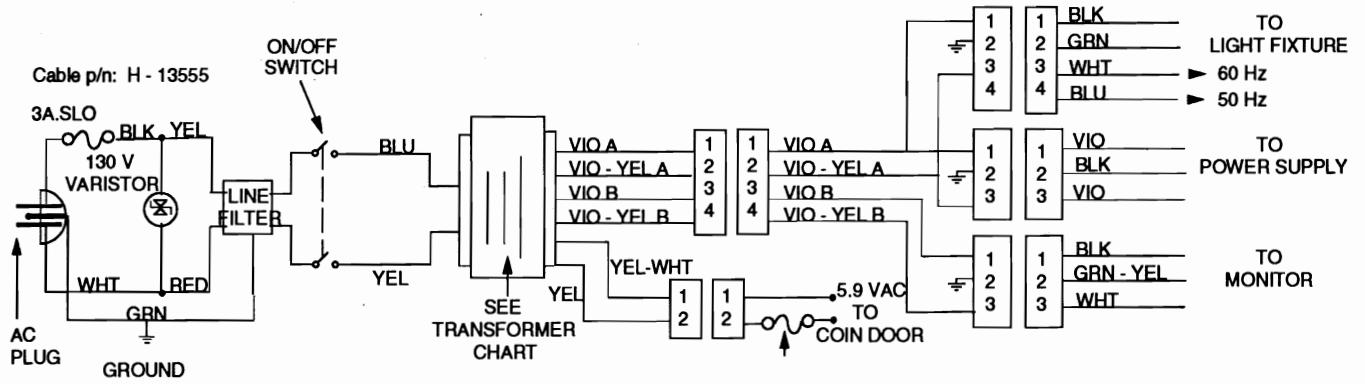 Cable p/n: H - 13555
3A.SLO
BLK
YEL
130 V
VARISTOR
LINE
FILTER
WHT
RED
GRN
AC
PLUG
GROUND
ON/OFF
SWITCH
BLU
YEL
SEE
TRANSFORMER
CHART
VIO A
VIO - YEL A
VIO B
VIO - YEL B
YEL-WHT
YEL
1
2
3
4
1
2
3
4
VIO A
VIO - YEL A
VIO B
VIO - YEL B
1
2
1
2
5.9 VAC
TO
COIN DOOR
1
2
3
4
1
2
3
4
BLK
GRN
WHT
BLU
TO
LIGHT FIXTURE
60 Hz
50 Hz
1
2
3
1
2
3
VIO
BLK
VIO
TO
POWER SUPPLY
1
2
3
1
2
3
BLK
GRN - YEL
WHT
TO
MONITOR